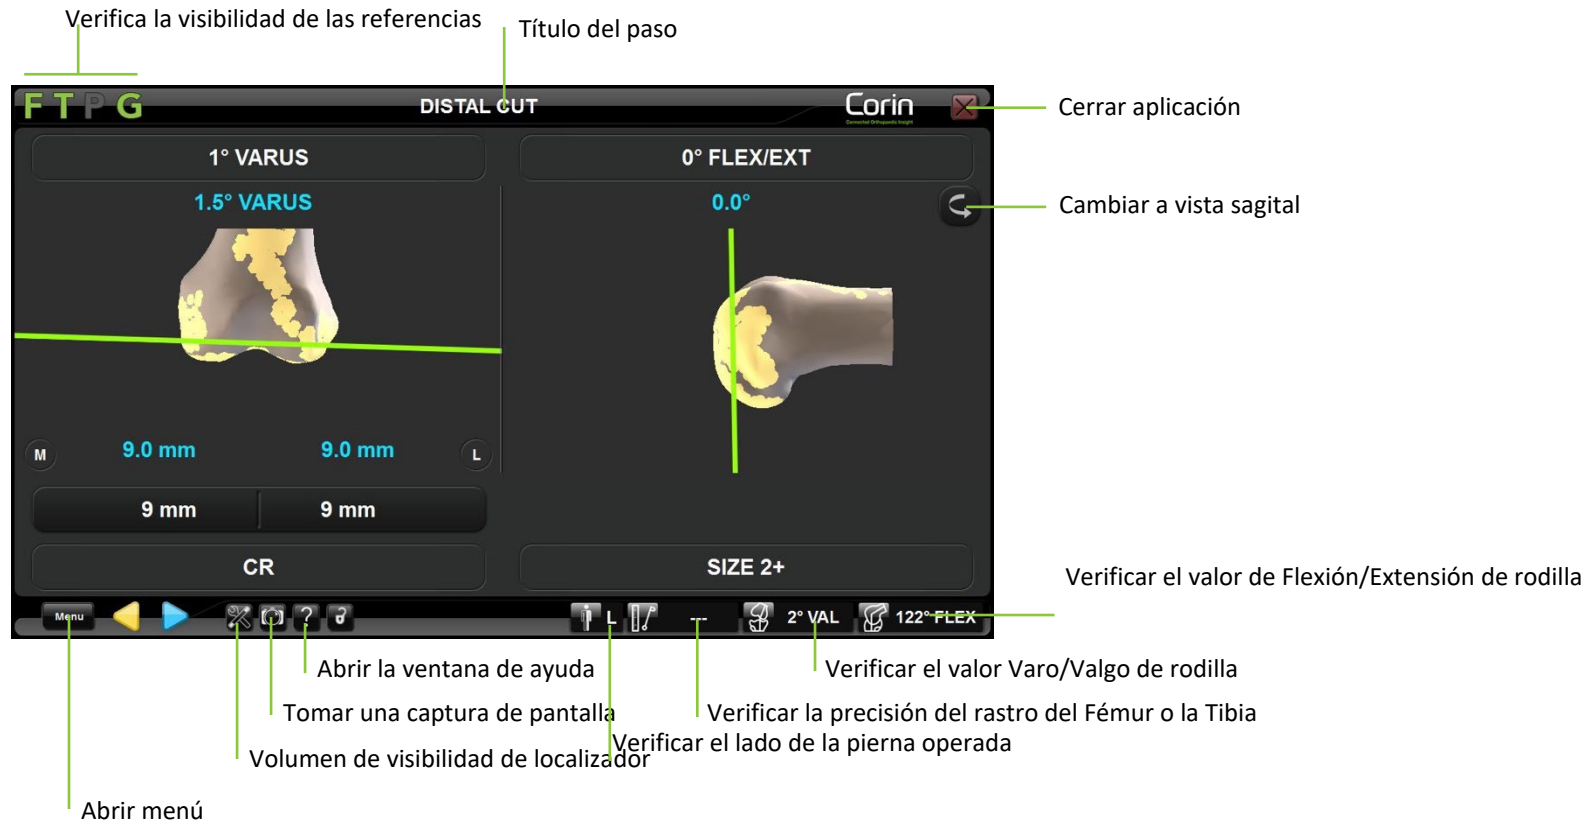 Verifica la visibilidad de las referencias
Título del paso
F T P G
DISTAL CUT
Corin
Connected Orthopaedic Insight
Cerrar aplicación
1° VARUS
0° FLEX/EXT
1.5° VARUS
0.0°
Cambiar a vista sagital
M
9.0 mm
9.0 mm
L
9 mm
9 mm
CR
SIZE 2+
Verificar el valor de Flexión/Extensión de rodilla
Menu
?
L
---
2° VAL
122° FLEX
Abrir la ventana de ayuda
Verificar el valor Varo/Valgo de rodilla
Tomar una captura de pantalla
Verificar la precisión del rastro del Fémur o la Tibia
Verificar el lado de la pierna operada
Volumen de visibilidad de localizador
Abrir menú